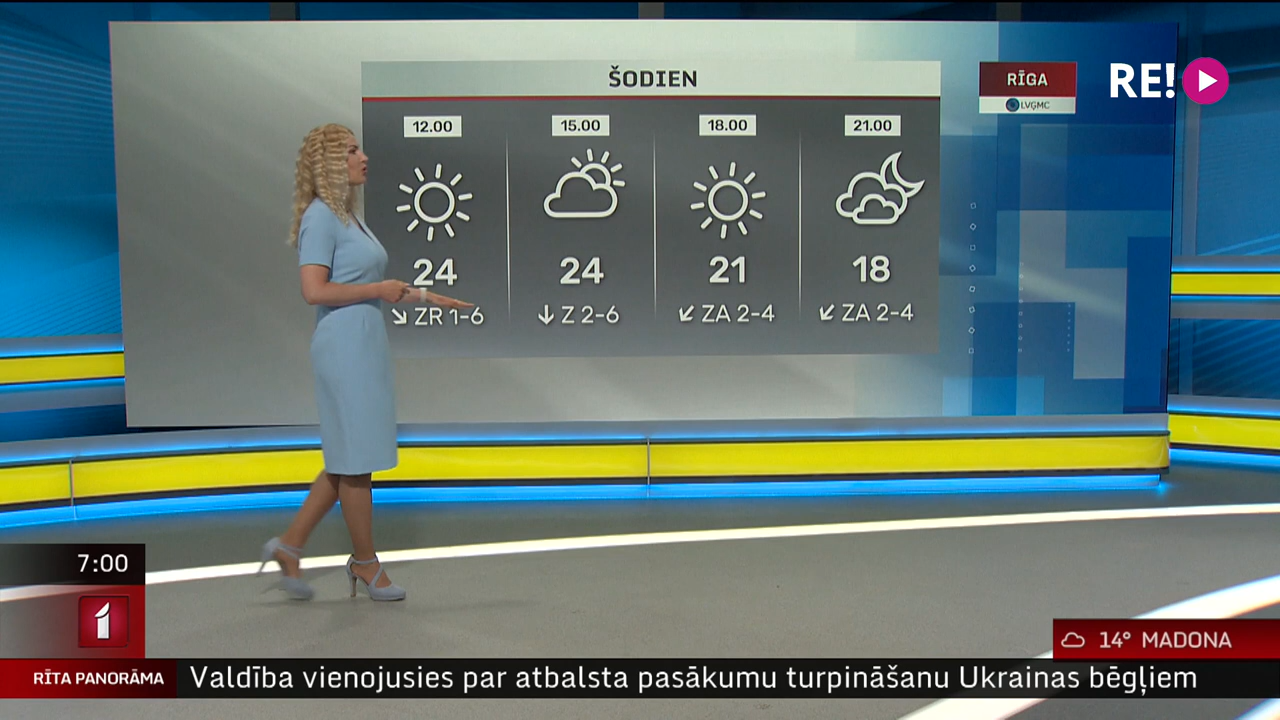 ŠODIEN
RĪGA
LVĢMC
RE!
12.00
15.00
18.00
21.00
24
24
21
18
ZR 1-6
Z 2-6
ZA 2-4
ZA 2-4
7:00
1
14° MADONA
RĪTA PANORĀMA
Valdība vienojusies par atbalsta pasākumu turpināšanu Ukrainas bēgļiem